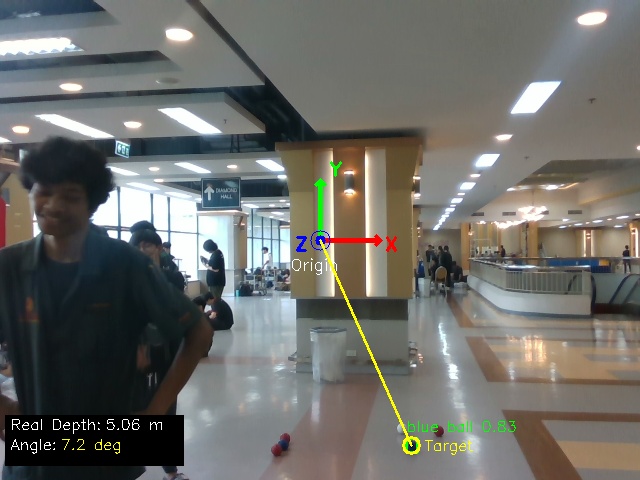 DIAMOND
HALL
Y
Z
X
Origin
blue ball 0.83
Target
Real Depth: 5.06 m
Angle: 7.2 deg